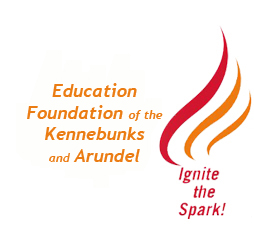 Education
Foundation of the
Kennebunks
and Arundel
Ignite
the
Spark!